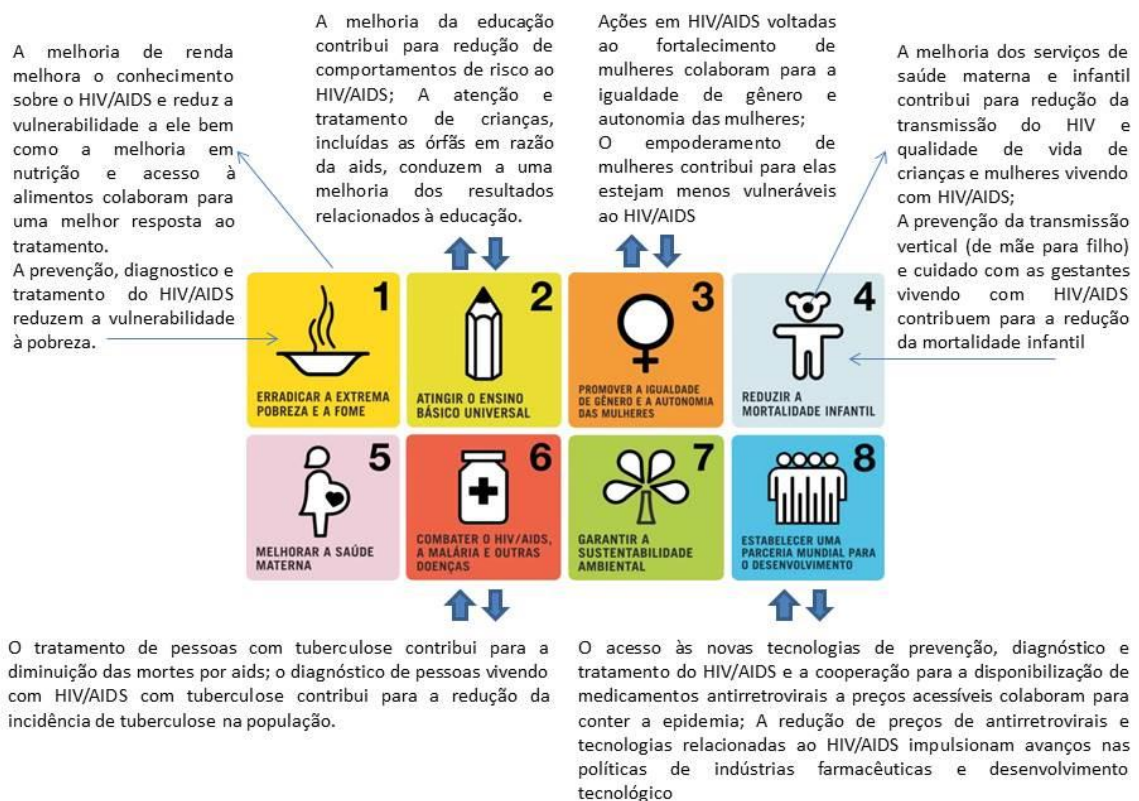 A melhoria de renda
melhora o conhecimento
sobre o HIV/AIDS e reduz a
vulnerabilidade a ele bem
como a melhoria em
nutrição e acesso à
alimentos colaboram para
uma melhor resposta ao
tratamento.
A prevenção, diagnostico e
tratamento do HIV/AIDS
reduzem a vulnerabilidade
à pobreza.
A melhoria da educação
contribui para redução de
comportamentos de risco ao
HIV/AIDS; A atenção e
tratamento de crianças,
incluídas as órfãs em razão
da aids, conduzem a uma
melhoria dos resultados
relacionados à educação.
Ações em HIV/AIDS voltadas
ao fortalecimento de
mulheres colaboram para a
igualdade de gênero e
autonomia das mulheres;
O empoderamento de
mulheres contribui para elas
estejam menos vulneráveis
ao HIV/AIDS
A melhoria dos serviços de
saúde materna e infantil
contribui para redução da
transmissão do HIV e
qualidade de vida de
crianças e mulheres vivendo
com HIV/AIDS;
A prevenção da transmissão
vertical (de mãe para filho)
e cuidado com as gestantes
vivendo com HIV/AIDS
contribuem para a redução
da mortalidade infantil
1
ERRADICAR A EXTREMA
POBREZA E A FOME
2
ATINGIR O ENSINO
BÁSICO UNIVERSAL
3
PROMOVER A IGUALDADE
DE GÊNERO E A AUTONOMIA
DAS MULHERES
4
REDUZIR A
MORTALIDADE INFANTIL
5
MELHORAR A SAÚDE
MATERNA
6
COMBATER O HIV/AIDS,
A MALÁRIA E OUTRAS
DOENÇAS
7
GARANTIR A
SUSTENTABILIDADE
AMBIENTAL
8
ESTABELECER UMA
PARCERIA MUNDIAL PARA
O DESENVOLVIMENTO
O tratamento de pessoas com tuberculose contribui para a
diminuição das mortes por aids; o diagnóstico de pessoas vivendo
com HIV/AIDS com tuberculose contribui para a redução da
incidência de tuberculose na população.
O acesso às novas tecnologias de prevenção, diagnóstico e
tratamento do HIV/AIDS e a cooperação para a disponibilização de
medicamentos antirretrovirais a preços acessíveis colaboram para
conter a epidemia; A redução de preços de antirretrovirais e
tecnologias relacionadas ao HIV/AIDS impulsionam avanços nas
políticas de indústrias farmacêuticas e desenvolvimento
tecnológico